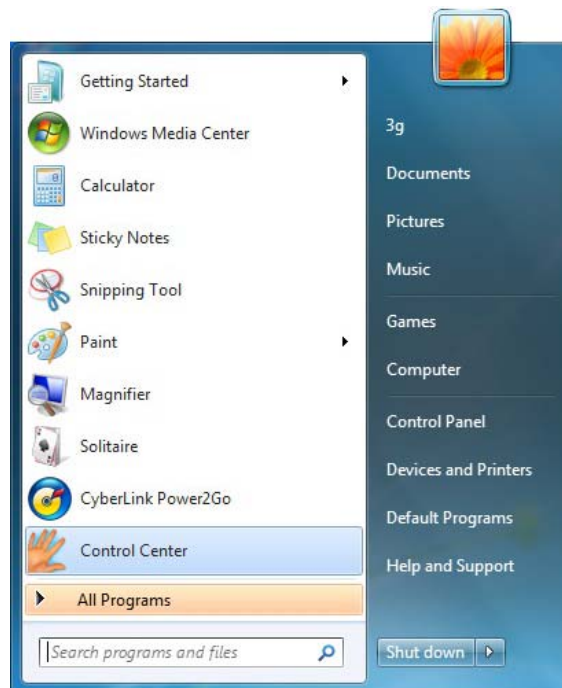 Getting Started
Windows Media Center
Calculator
Sticky Notes
Snipping Tool
Paint
Magnifier
Solitaire
CyberLink Power2Go
Control Center
All Programs
Search programs and files
3g
Documents
Pictures
Music
Games
Computer
Control Panel
Devices and Printers
Default Programs
Help and Support
Shut down